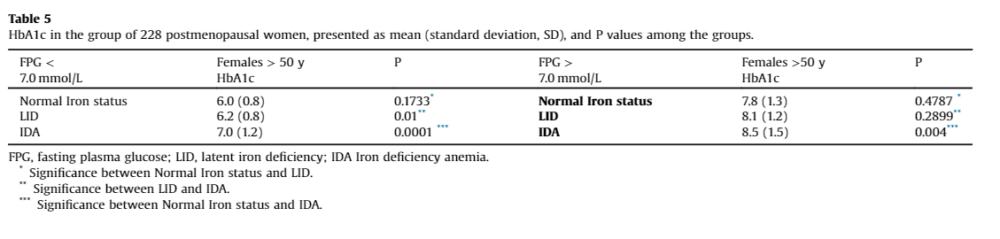 Table 5
HbA1c in the group of 228 postmenopausal women, presented as mean (standard deviation, SD), and P values among the groups.
FPG < Females > 50 y P FPG > Females >50 y P
7.0 mmol/L HbA1c 7.0 mmol/L HbA1c
Normal Iron status 6.0 (0.8) 0.1733* Normal Iron status 7.8 (1.3) 0.4787 *
LID 6.2 (0.8) 0.01** LID 8.1 (1.2) 0.2899**
IDA 7.0 (1.2) 0.0001 *** IDA 8.5 (1.5) 0.004***
FPG, fasting plasma glucose; LID, latent iron deficiency; IDA Iron deficiency anemia.
* Significance between Normal Iron status and LID.
** Significance between LID and IDA.
*** Significance between Normal Iron status and IDA.